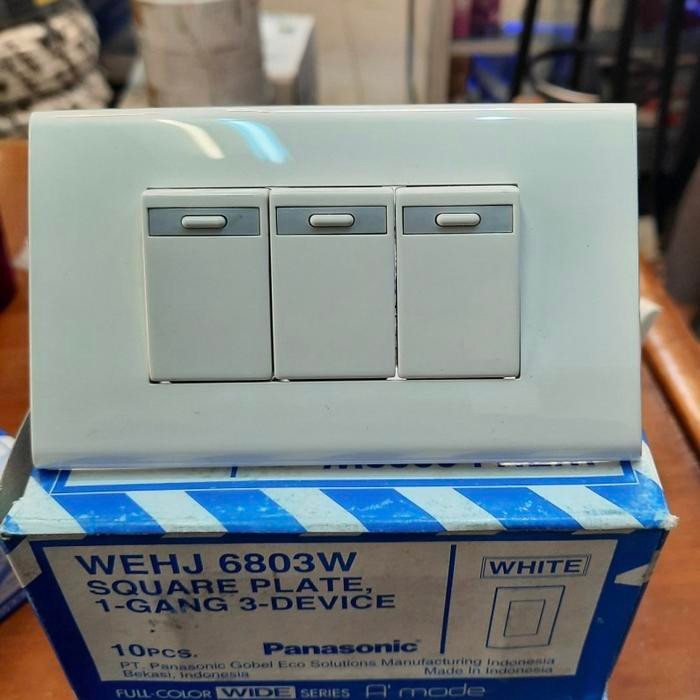 WEHJ 6803W
SQUARE PLATE,
1-GANG 3-DEVICE
WHITE
10PCS.
Panasonic
PT. Panasonic Gobel Eco Solutions Manufacturing Indonesia
Bekasi, Indonesia
Made In Indonesia
FULL-COLOR WIDE SERIES A' mode